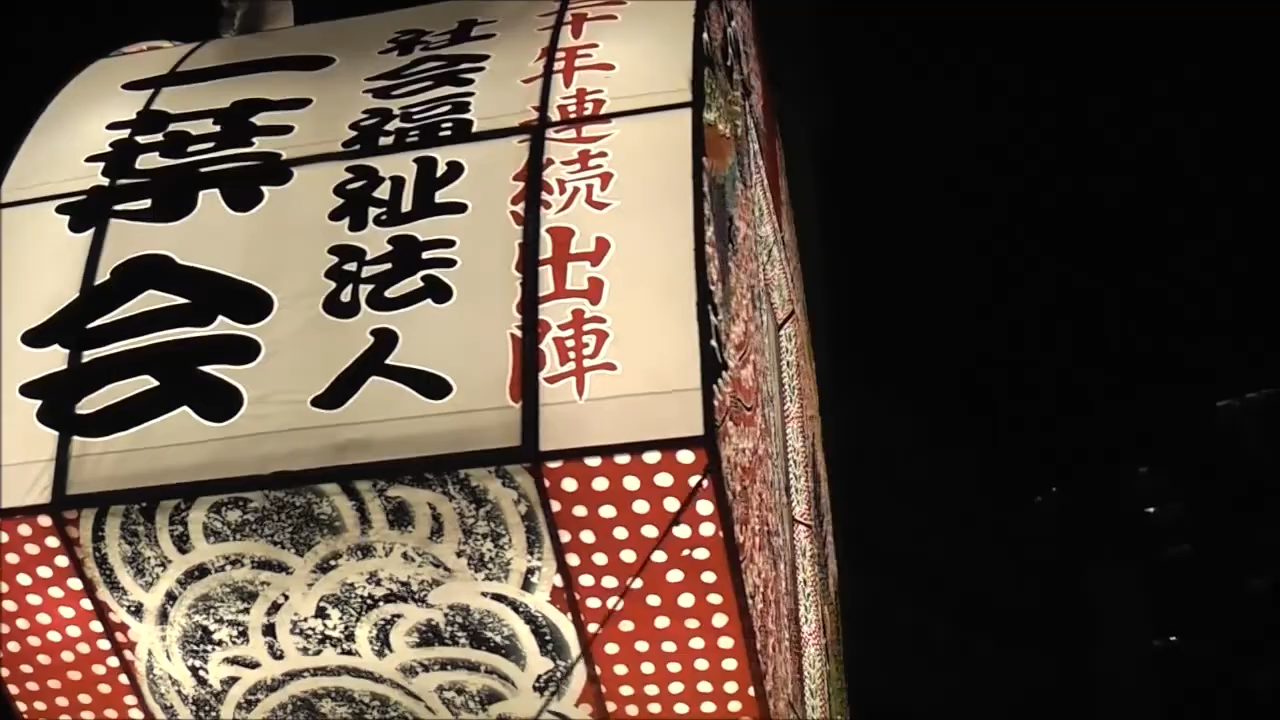 十年連続出陣
社会福祉法人
一葉会